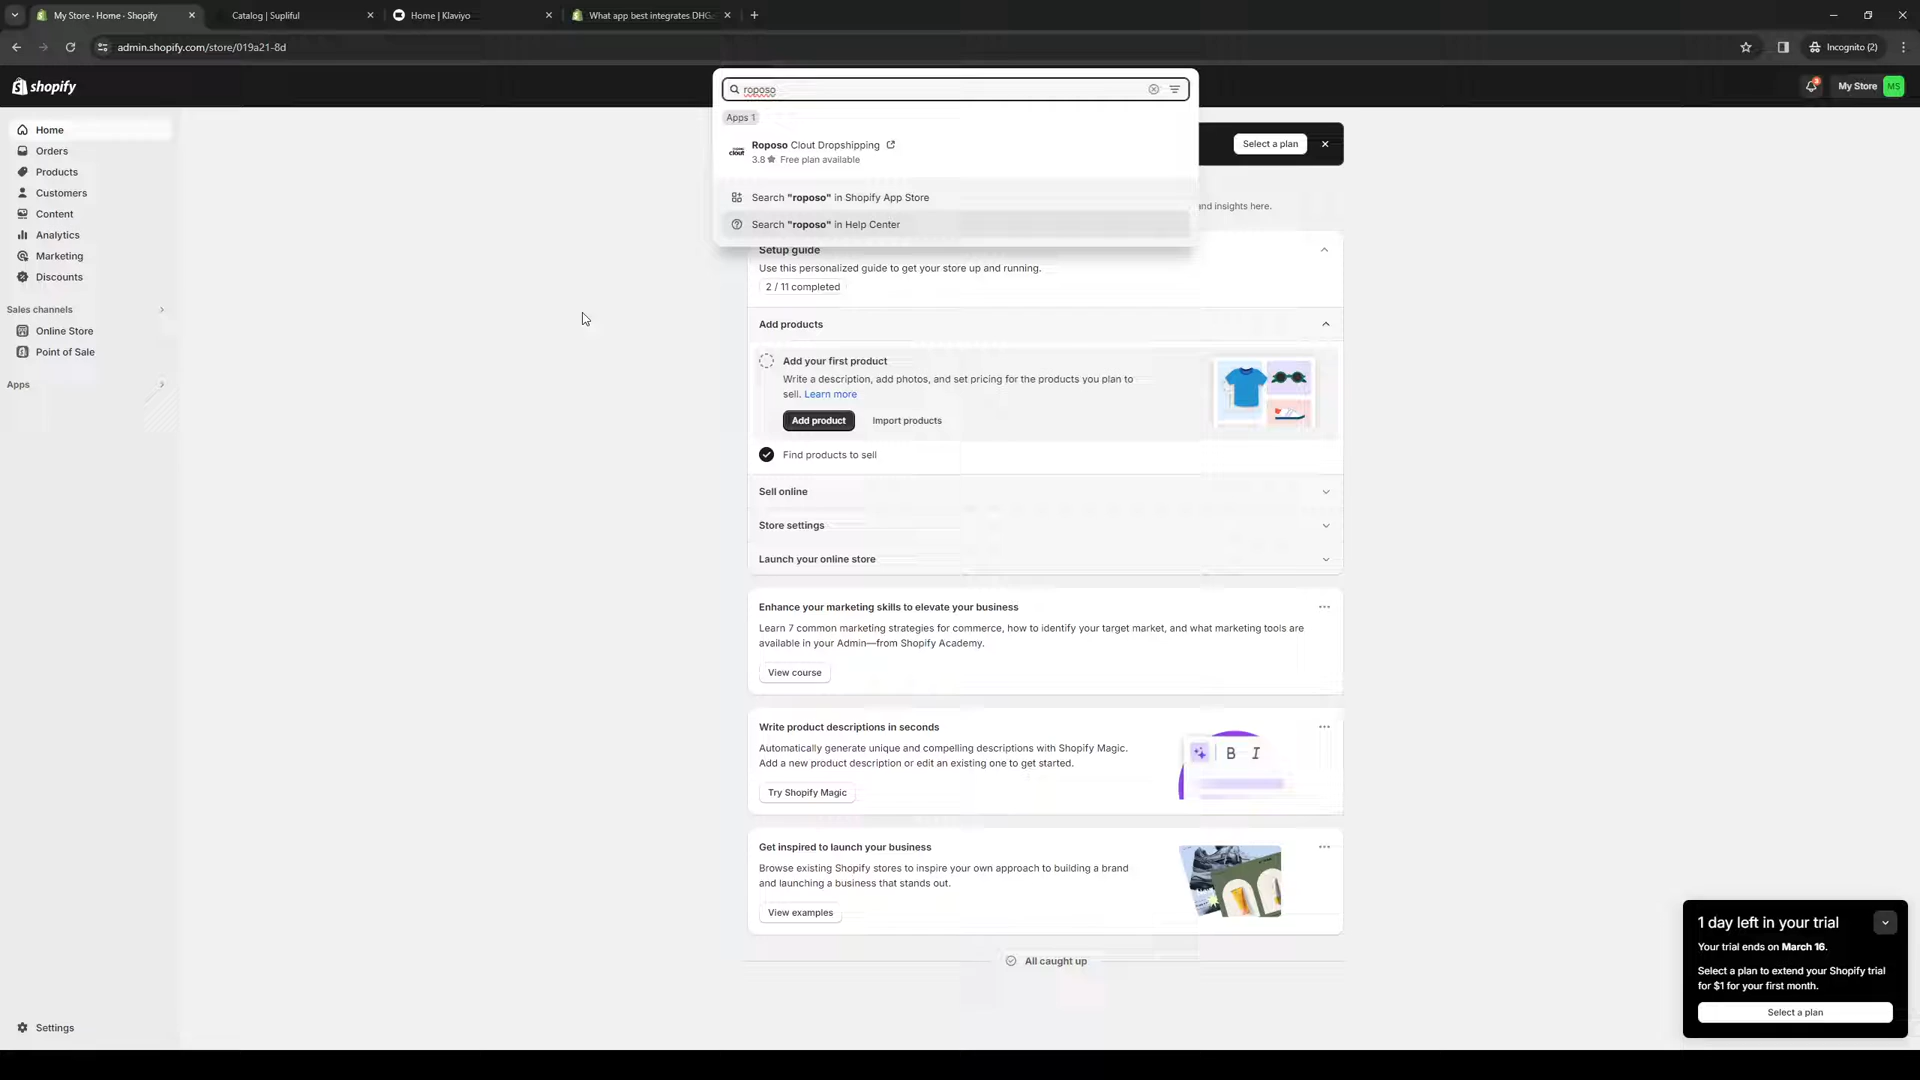 My Store - Home - Shopify
Catalog | Supliful
Home | Klaviyo
What app best integrates DHG
admin.shopify.com/store/019a21-8d
Incognito (2)
shopify
My Store
MS
roposo
Apps 1
Roposo Clout Dropshipping
3.8 ★ Free plan available
Search "roposo" in Shopify App Store
Search "roposo" in Help Center
Select a plan
and insights here.
Home
Orders
Products
Customers
Content
Analytics
Marketing
Discounts
Sales channels
Online Store
Point of Sale
Apps
Settings
Setup guide
Use this personalized guide to get your store up and running.
2 / 11 completed
Add products
Add your first product
Write a description, add photos, and set pricing for the products you plan to
sell. Learn more
Add product
Import products
Find products to sell
Sell online
Store settings
Launch your online store
Enhance your marketing skills to elevate your business
Learn 7 common marketing strategies for commerce, how to identify your target market, and what marketing tools are
available in your Admin—from Shopify Academy.
View course
Write product descriptions in seconds
Automatically generate unique and compelling descriptions with Shopify Magic.
Add a new product description or edit an existing one to get started.
Try Shopify Magic
B I
Get inspired to launch your business
Browse existing Shopify stores to inspire your own approach to building a brand
and launching a business that stands out.
View examples
All caught up
1 day left in your trial
Your trial ends on March 16.
Select a plan to extend your Shopify trial
for $1 for your first month.
Select a plan